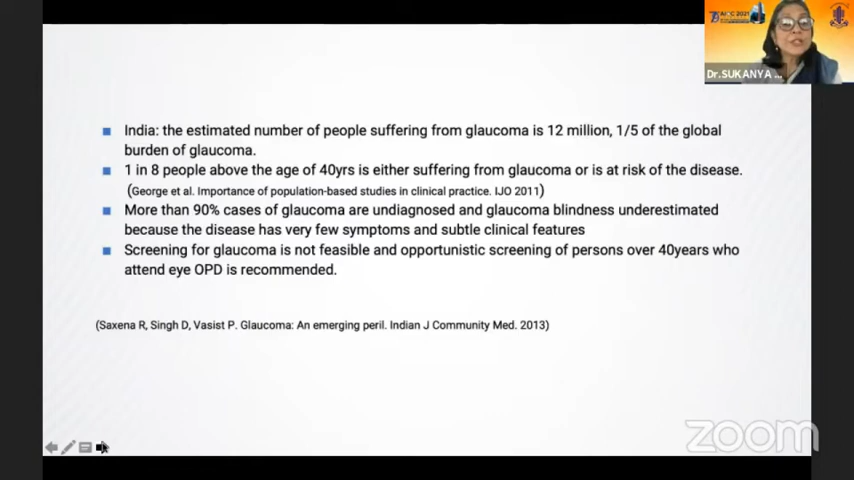 India: the estimated number of people suffering from glaucoma is 12 million, 1/5 of the global
burden of glaucoma.
1 in 8 people above the age of 40yrs is either suffering from glaucoma or is at risk of the disease.
(George et al. Importance of population-based studies in clinical practice. IJO 2011)
More than 90% cases of glaucoma are undiagnosed and glaucoma blindness underestimated
because the disease has very few symptoms and subtle clinical features
Screening for glaucoma is not feasible and opportunistic screening of persons over 40years who
attend eye OPD is recommended.
(Saxena R, Singh D, Vasist P. Glaucoma: An emerging peril. Indian J Community Med. 2013)
Dr.SUKANYA ...
zoom